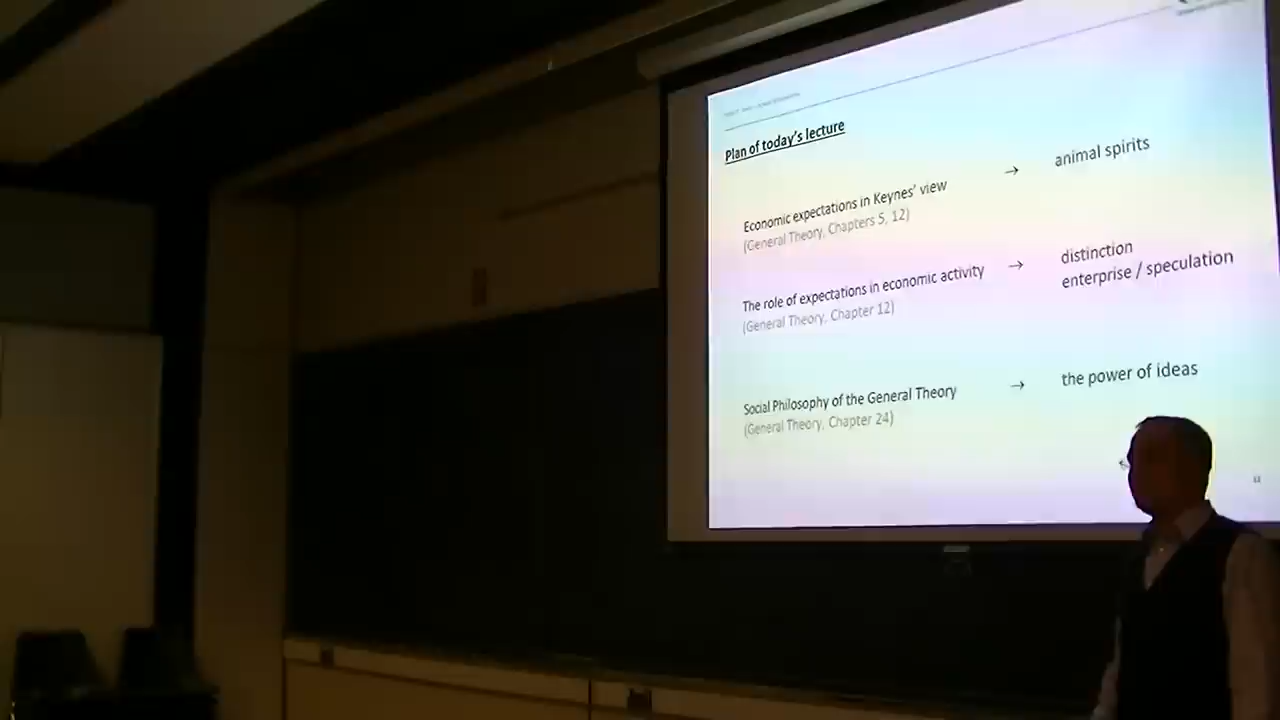 Plan of today's lecture
Economic expectations in Keynes' view → animal spirits
(General Theory, Chapters 5, 12)
The role of expectations in economic activity → distinction
enterprise / speculation
(General Theory, Chapter 12)
Social Philosophy of the General Theory → the power of ideas
(General Theory, Chapter 24)